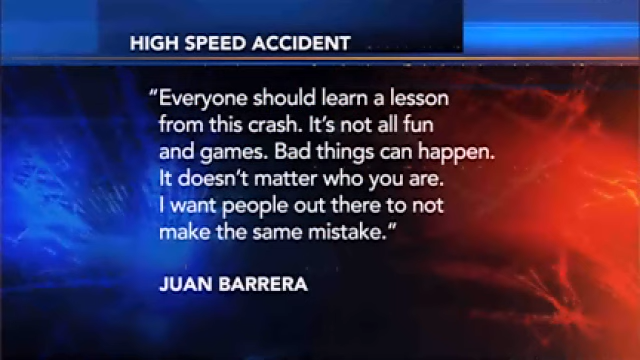 HIGH SPEED ACCIDENT
“Everyone should learn a lesson
from this crash. It’s not all fun
and games. Bad things can happen.
It doesn’t matter who you are.
I want people out there to not
make the same mistake.”
JUAN BARRERA